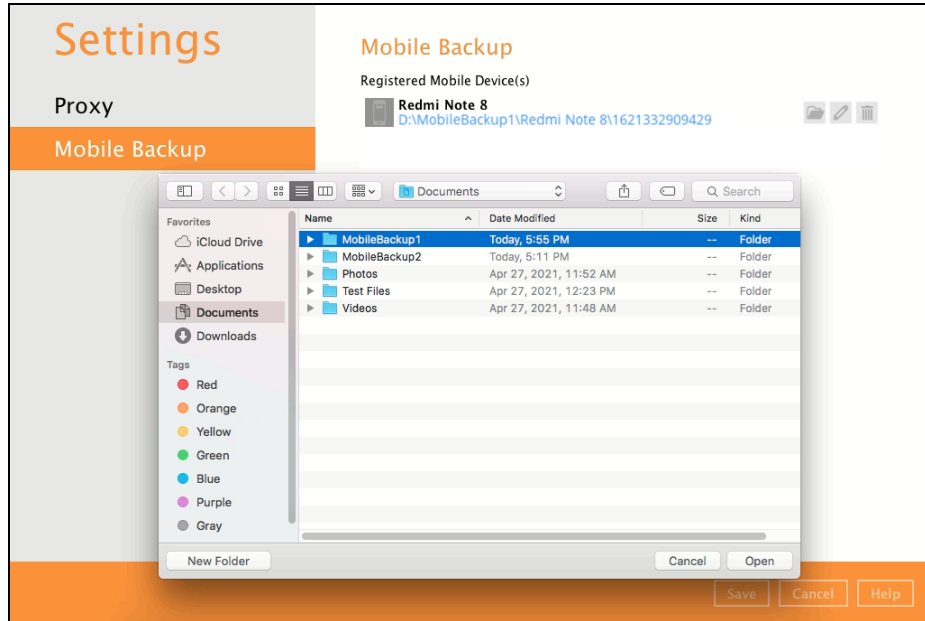 Settings
Proxy
Mobile Backup
Mobile Backup
Registered Mobile Device(s)
Redmi Note 8
D:\MobileBackup1\Redmi Note 8\1621332909429
Documents
Search
Favorites
iCloud Drive
Applications
Desktop
Documents
Downloads
Tags
Red
Orange
Yellow
Green
Blue
Purple
Gray
Name Date Modified Size Kind
MobileBackup1 Today, 5:55 PM -- Folder
MobileBackup2 Today, 5:11 PM -- Folder
Photos Apr 27, 2021, 11:52 AM -- Folder
Test Files Apr 27, 2021, 12:23 PM -- Folder
Videos Apr 27, 2021, 11:48 AM -- Folder
New Folder Cancel Open
Save Cancel Help